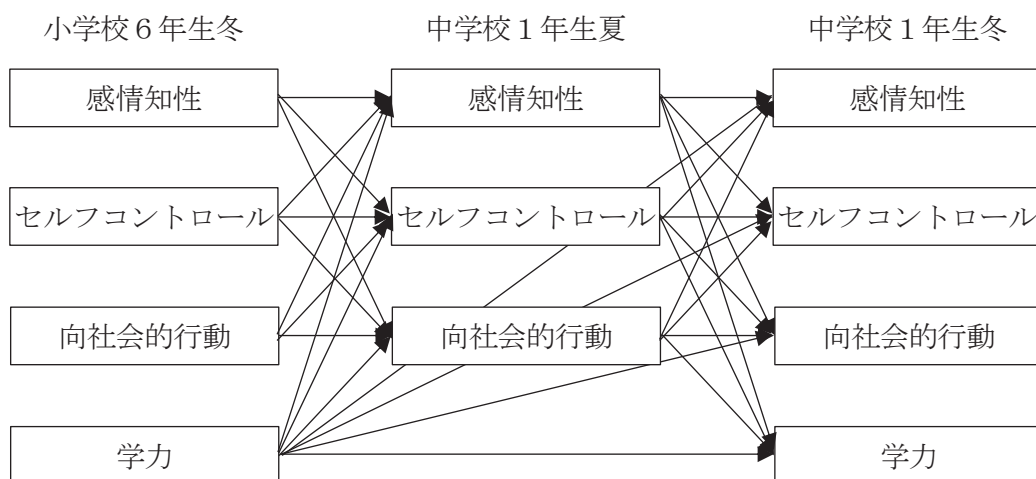 小学校６年生冬 中学校１年生夏 中学校１年生冬
感情知性 感情知性 感情知性
セルフコントロール セルフコントロール セルフコントロール
向社会的行動 向社会的行動 向社会的行動
学力 学力